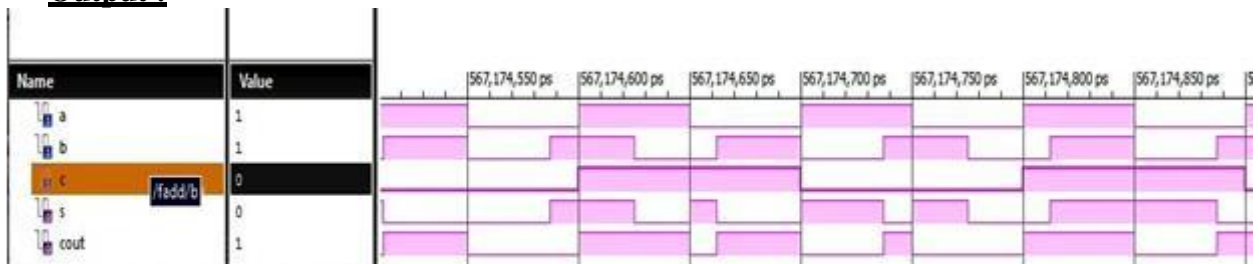 Output :
Name Value 567,174,550 ps 567,174,600 ps 567,174,650 ps 567,174,700 ps 567,174,750 ps 567,174,800 ps 567,174,850 ps
a 1
b 1
c 0
/fadd/b
s 0
cout 1